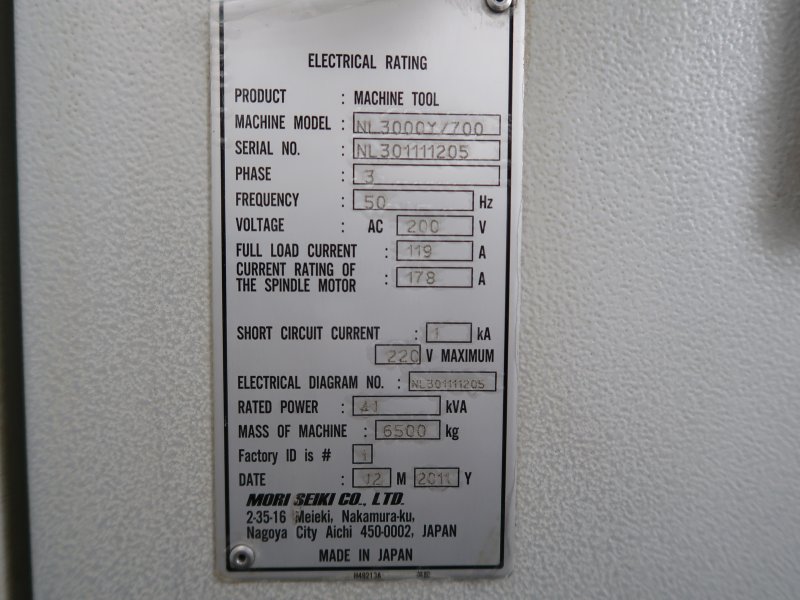 ELECTRICAL RATING
PRODUCT : MACHINE TOOL
MACHINE MODEL : NL3000Y/700
SERIAL NO. : NL301111205
PHASE : 3
FREQUENCY : 50 Hz
VOLTAGE : AC 200 V
FULL LOAD CURRENT : 119 A
CURRENT RATING OF
THE SPINDLE MOTOR : 178 A
SHORT CIRCUIT CURRENT : 1 kA
220 V MAXIMUM
ELECTRICAL DIAGRAM NO. : NL301111205
RATED POWER : 41 kVA
MASS OF MACHINE : 6500 kg
Factory ID is # 1
DATE : 12 M 2011 Y
MORI SEIKI CO., LTD.
2-35-16 Meieki, Nakamura-ku,
Nagoya City Aichi 450-0002, JAPAN
MADE IN JAPAN
H49213A